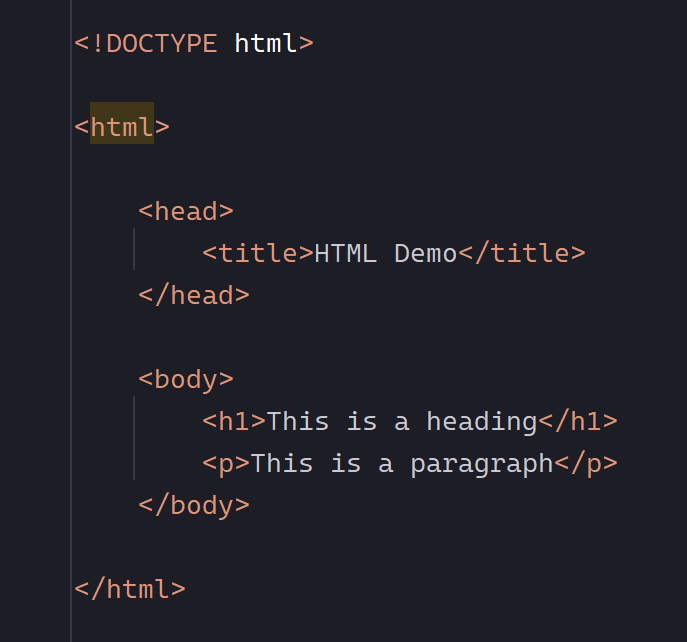 <!DOCTYPE html>
<html>
<head>
<title>HTML Demo</title>
</head>
<body>
<h1>This is a heading</h1>
<p>This is a paragraph</p>
</body>
</html>